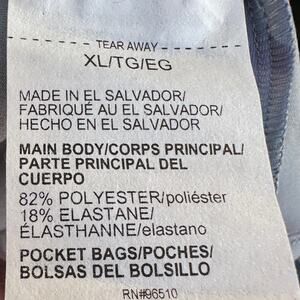 TEAR AWAY
XL/TG/EG
MADE IN EL SALVADOR/
FABRIQUÉ AU EL SALVADOR/
HECHO EN EL SALVADOR
MAIN BODY/CORPS PRINCIPAL/
PARTE PRINCIPAL DEL
CUERPO
82% POLYESTER/poliéster
18% ELASTANE/
ÉLASTHANNE/elastano
POCKET BAGS/POCHES/
BOLSAS DEL BOLSILLO
RN#96510